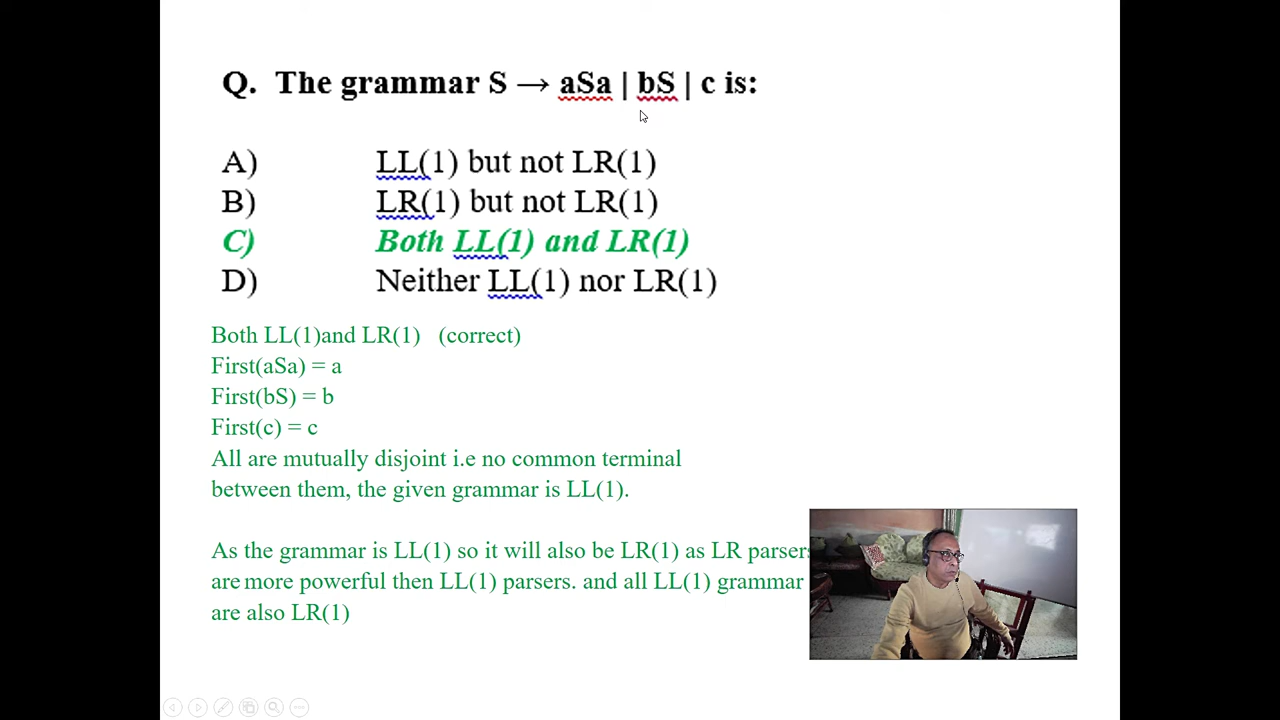 Q. The grammar S → aSa | bS | c is:
A) LL(1) but not LR(1)
B) LR(1) but not LR(1)
C) Both LL(1) and LR(1)
D) Neither LL(1) nor LR(1)
Both LL(1)and LR(1) (correct)
First(aSa) = a
First(bS) = b
First(c) = c
All are mutually disjoint i.e no common terminal
between them, the given grammar is LL(1).
As the grammar is LL(1) so it will also be LR(1) as LR parsers
are more powerful then LL(1) parsers. and all LL(1) grammar
are also LR(1)